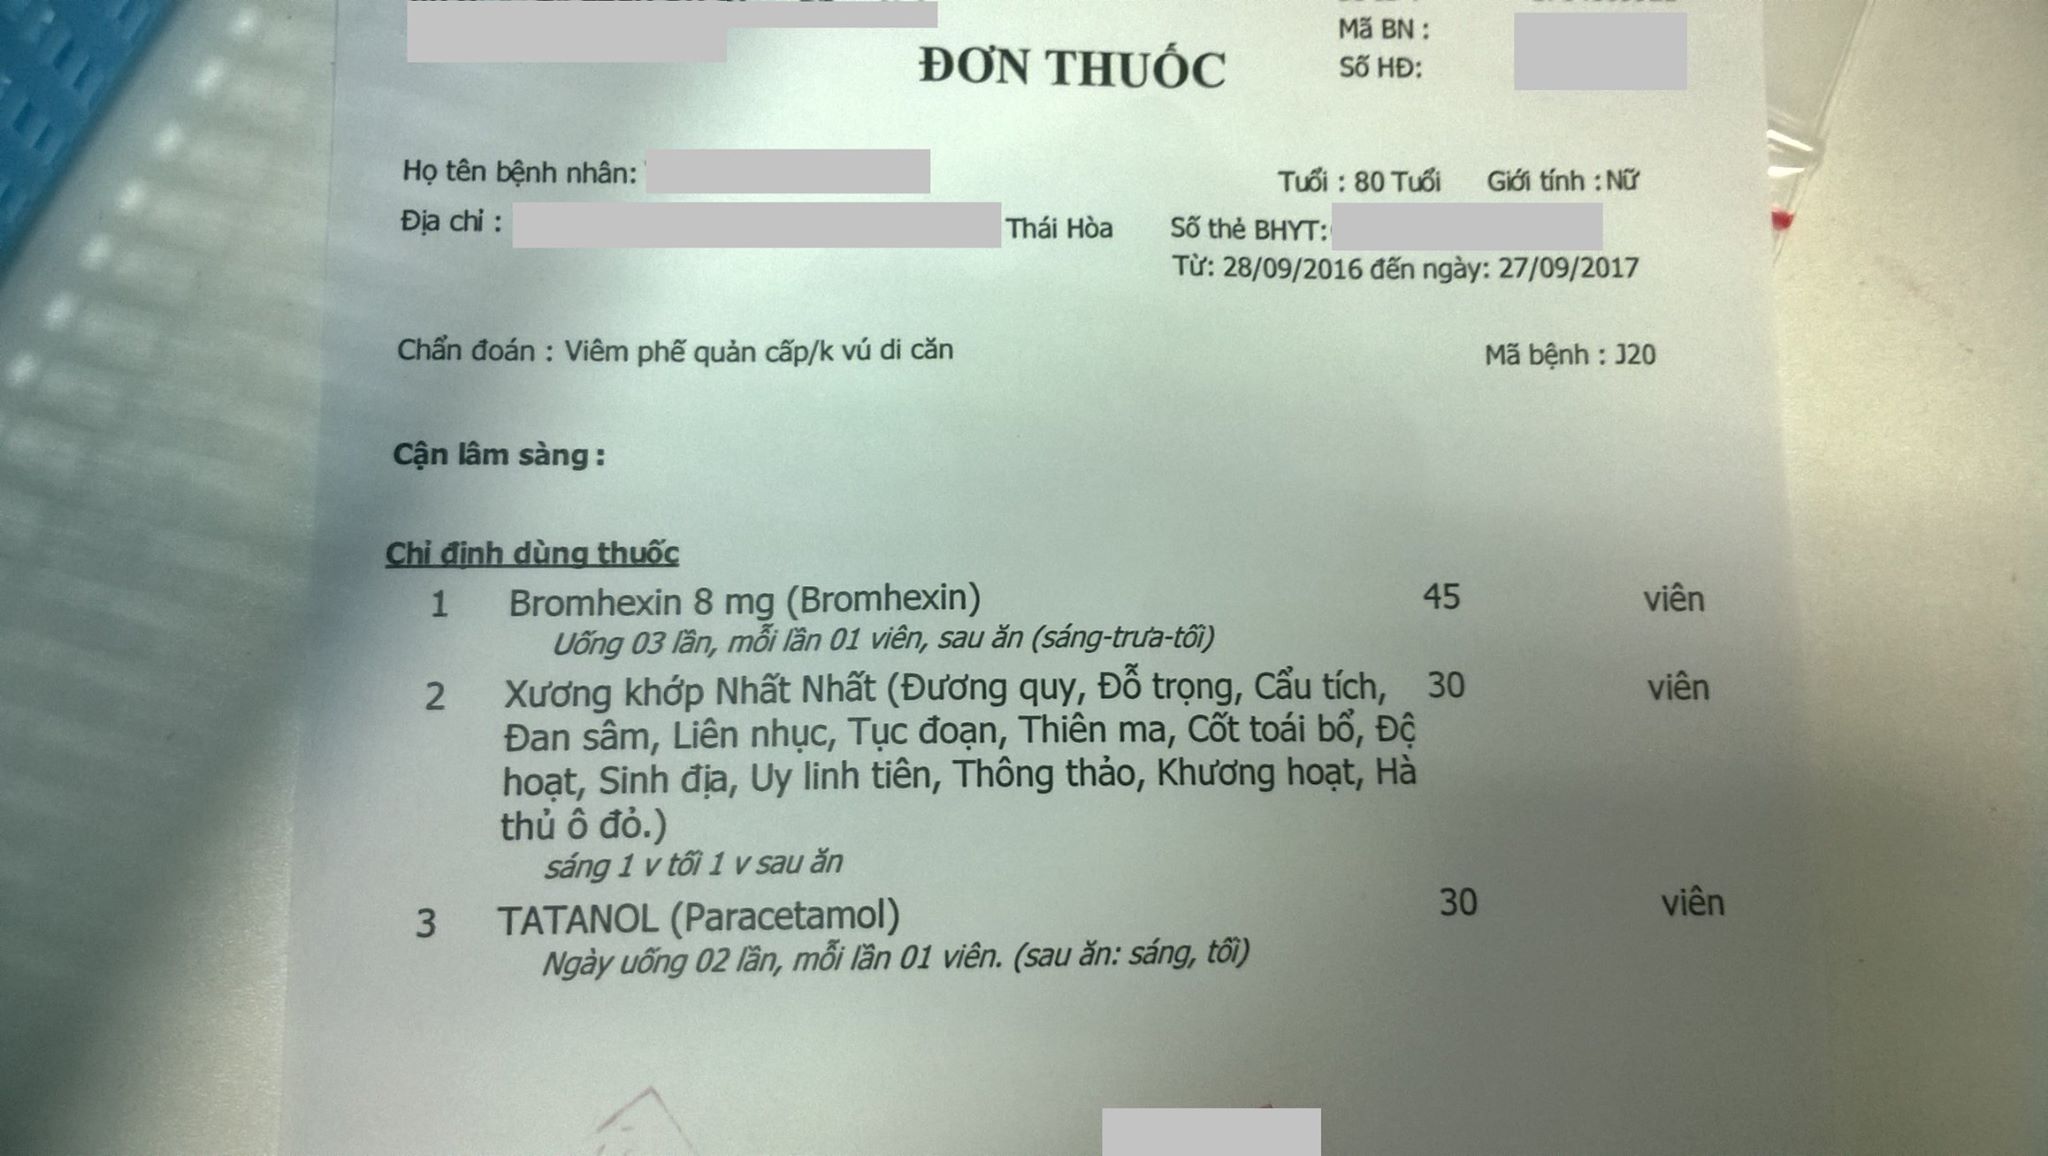 Mã BN :
ĐƠN THUỐC
Số HĐ:
Họ tên bệnh nhân:
Tuổi : 80 Tuổi Giới tính : Nữ
Địa chỉ : Thái Hòa Số thẻ BHYT:
Từ: 28/09/2016 đến ngày: 27/09/2017
Chẩn đoán : Viêm phế quản cấp/k vú di căn Mã bệnh : J20
Cận lâm sàng :
Chỉ định dùng thuốc
1 Bromhexin 8 mg (Bromhexin) 45 viên
Uống 03 lần, mỗi lần 01 viên, sau ăn (sáng-trưa-tối)
2 Xương khớp Nhất Nhất (Đương quy, Đỗ trọng, Cẩu tích, 30 viên
Đan sâm, Liên nhục, Tục đoạn, Thiên ma, Cốt toái bổ, Độ
hoạt, Sinh địa, Uy linh tiên, Thông thảo, Khương hoạt, Hà
thủ ô đỏ.)
sáng 1 v tối 1 v sau ăn
3 TATANOL (Paracetamol) 30 viên
Ngày uống 02 lần, mỗi lần 01 viên. (sau ăn: sáng, tối)